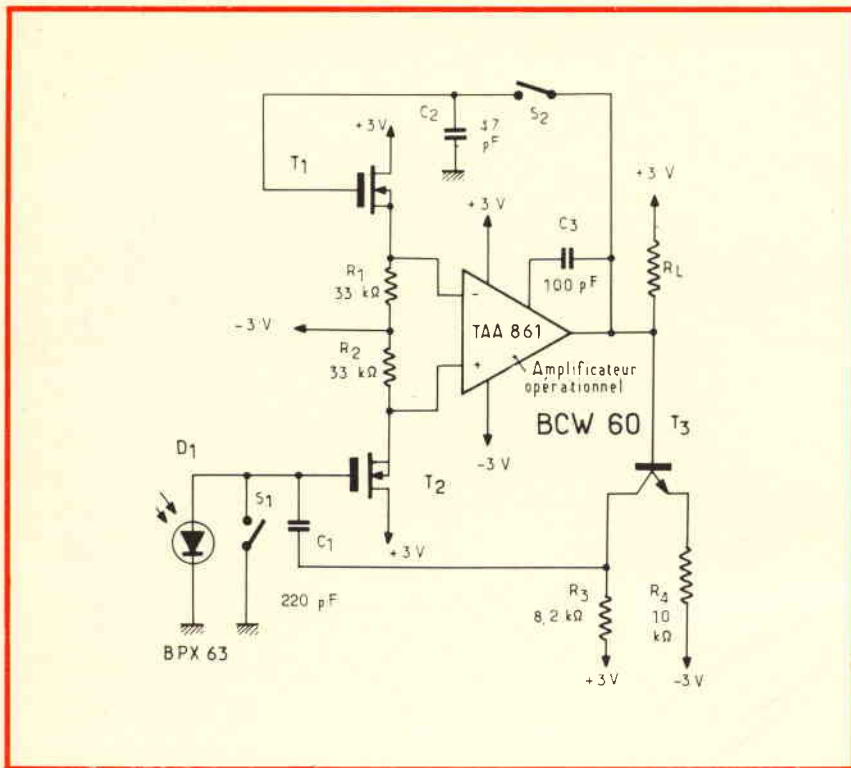 +3V
C2
47
pF
S2
T1
+3 V
+3 V
C3
100 pF
RL
R1
33 kΩ
-3 V
R2
33 kΩ
-
+
TAA 861
Amplificateur
opérationnel
BCW 60
T3
-3 V
D1
S1
C1
T2
+3 V
220 pF
R3
8,2 kΩ
R4
10
kΩ
BPX 63
+3 V
-3 V